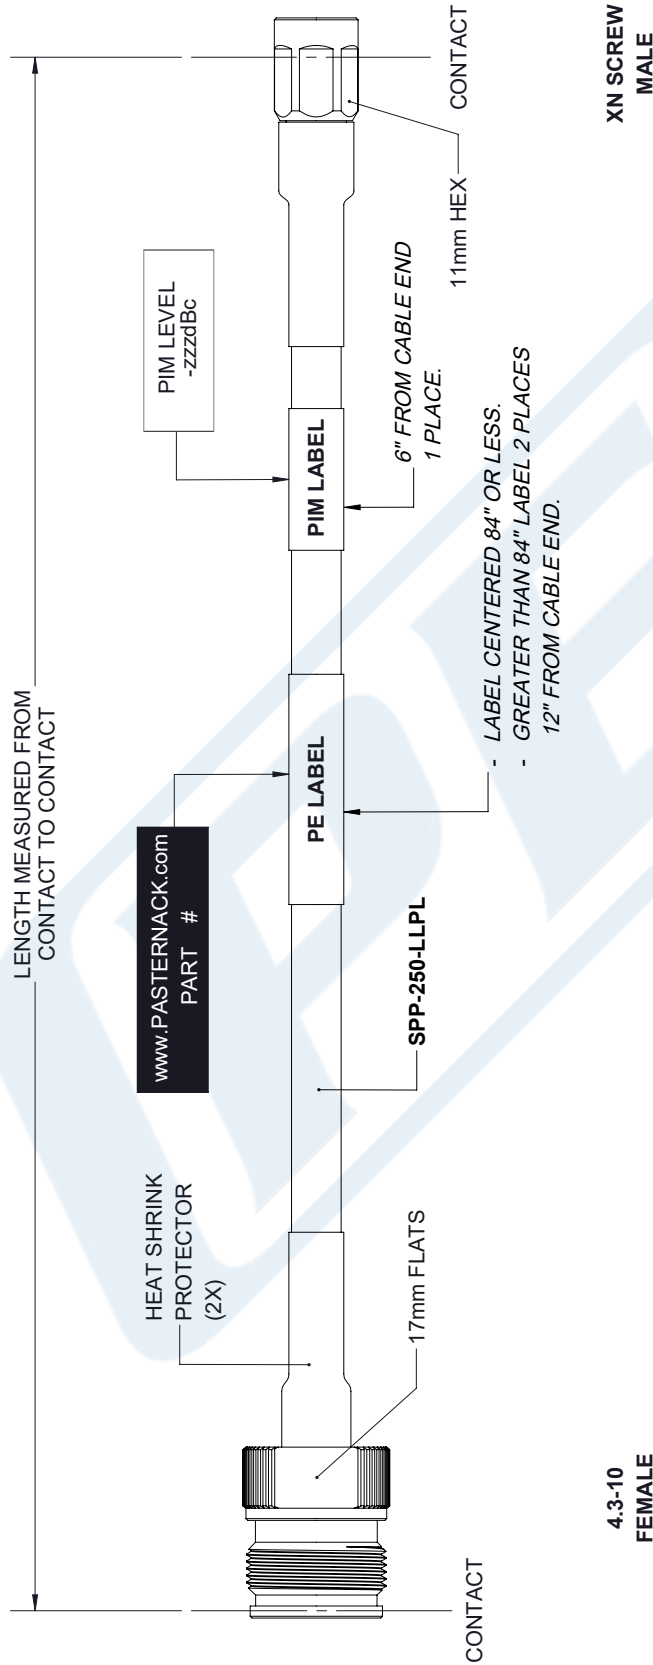 LENGTH MEASURED FROM
CONTACT TO CONTACT
HEAT SHRINK
PROTECTOR
(2X)
www.PASTERNACK.com
PART #
PIM LEVEL
-zzzdBc
PE LABEL
PIM LABEL
CONTACT
17mm FLATS
SPP-250-LLPL
6" FROM CABLE END
1 PLACE.
11mm HEX
CONTACT
- LABEL CENTERED 84" OR LESS.
- GREATER THAN 84" LABEL 2 PLACES
12" FROM CABLE END.
4.3-10
FEMALE
XN SCREW
MALE